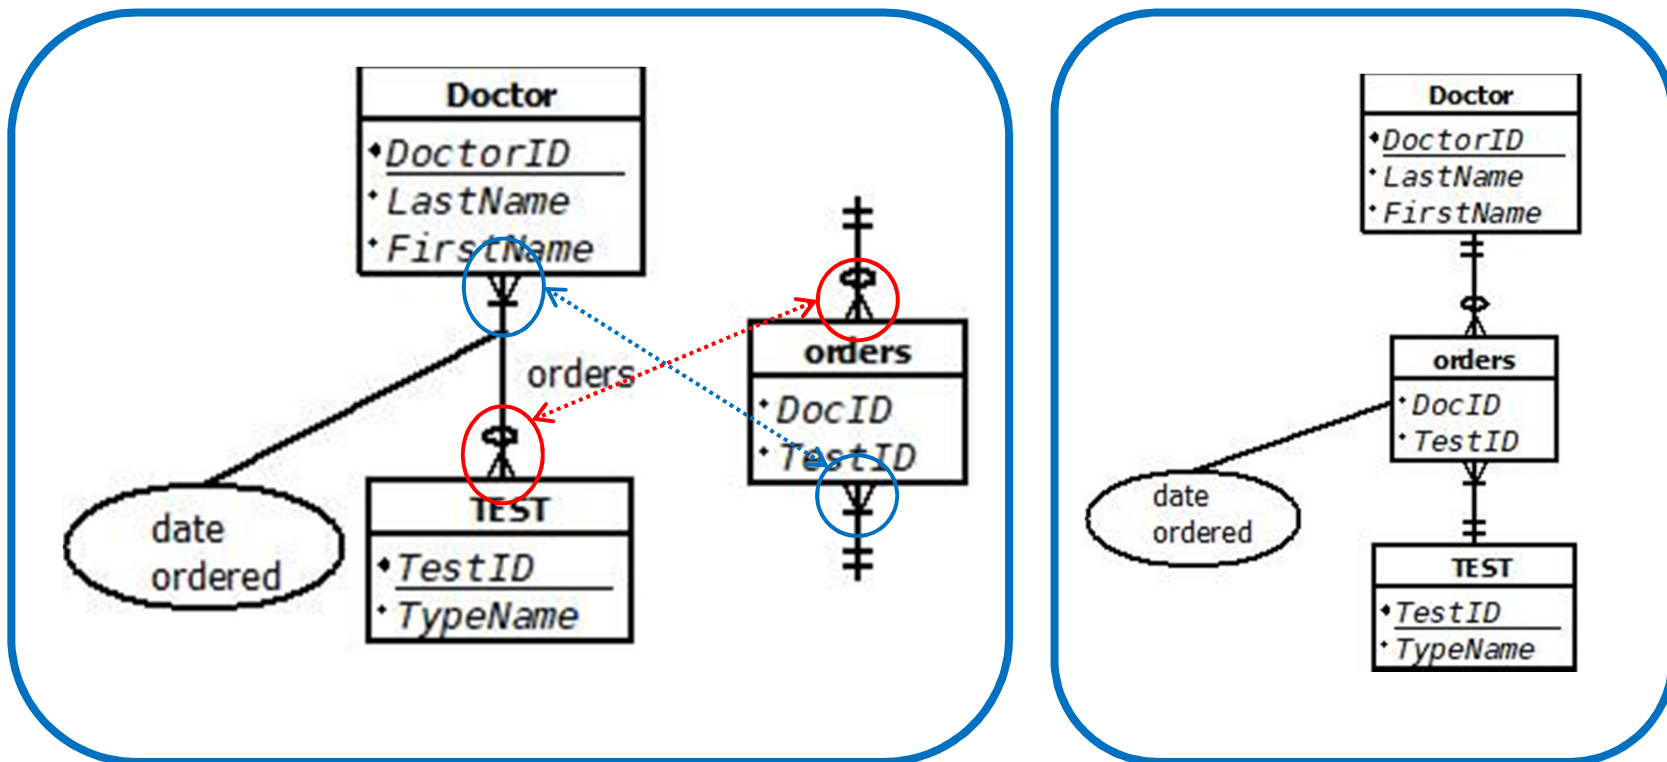 Doctor
DoctorID
LastName
FirstName
orders
date
ordered
TEST
TestID
TypeName
orders
DocID
TestID
Doctor
DoctorID
LastName
FirstName
orders
DocID
TestID
date
ordered
TEST
TestID
TypeName